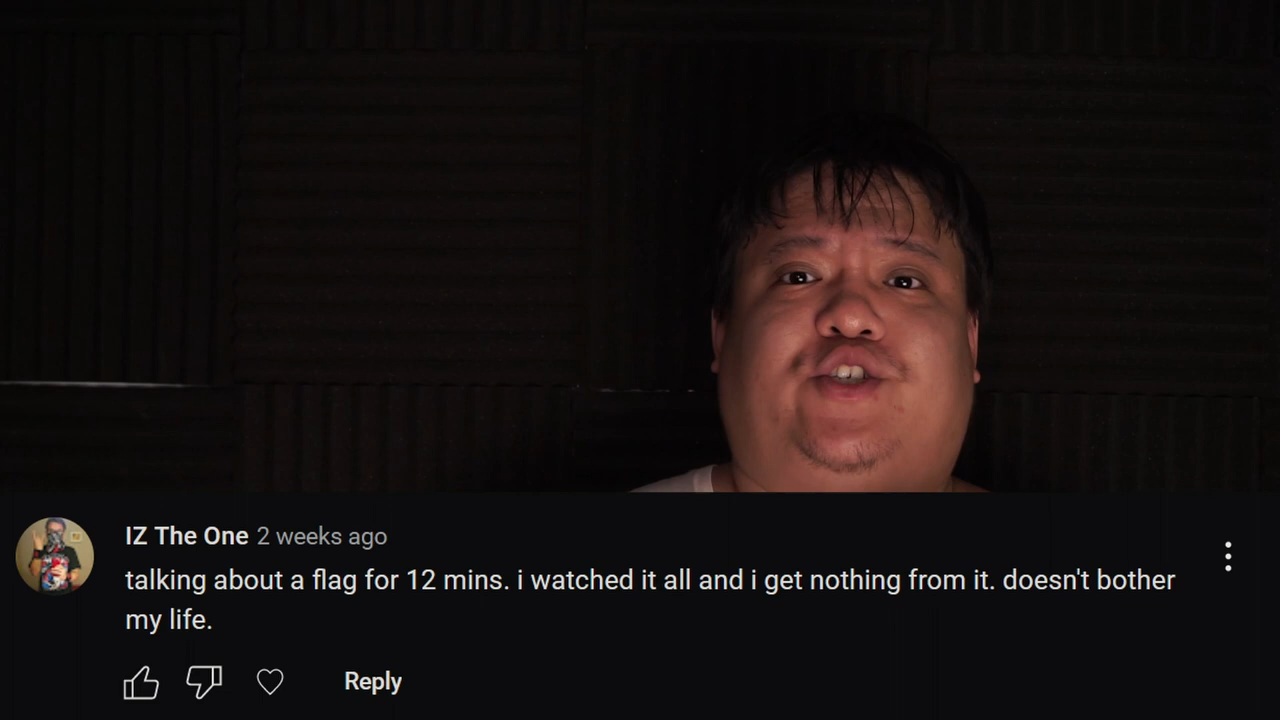 IZ The One 2 weeks ago
talking about a flag for 12 mins. i watched it all and i get nothing from it. doesn't bother
my life.
Reply